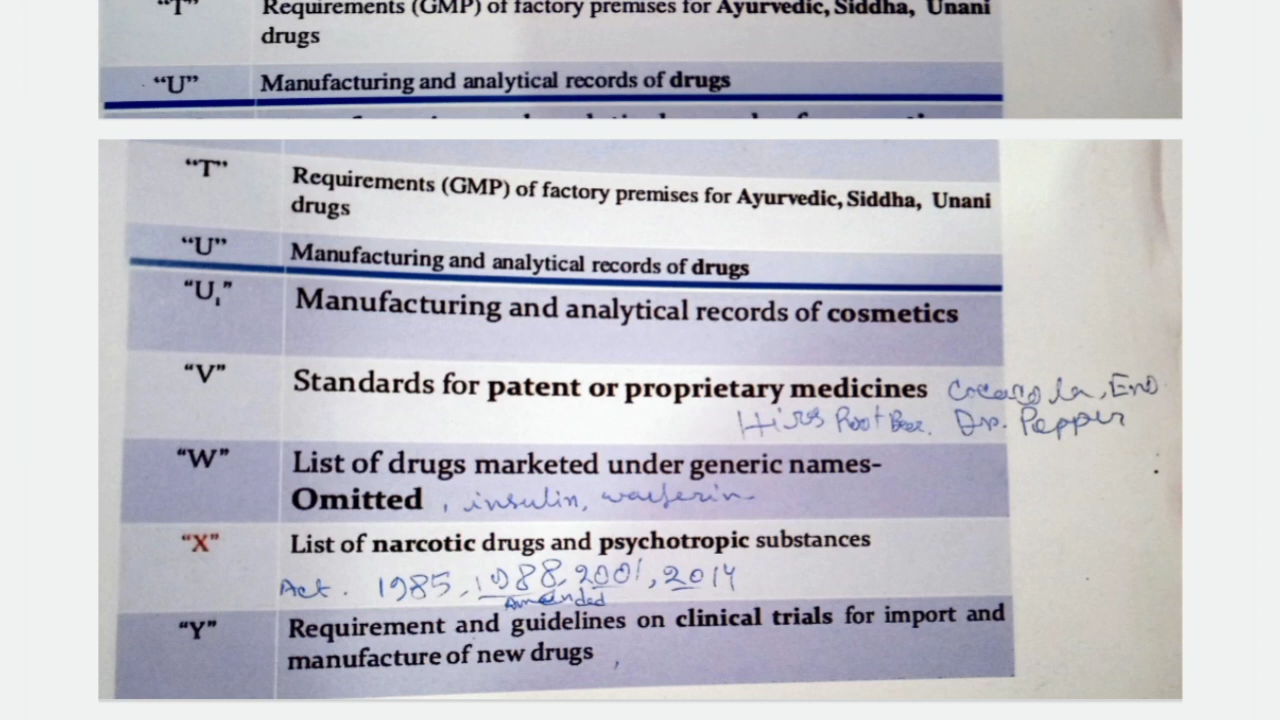 “T”
Requirements (GMP) of factory premises for Ayurvedic, Siddha, Unani
drugs
“U”
Manufacturing and analytical records of drugs
“T”
Requirements (GMP) of factory premises for Ayurvedic, Siddha, Unani
drugs
“U”
Manufacturing and analytical records of drugs
“U₁”
Manufacturing and analytical records of cosmetics
“V”
Standards for patent or proprietary medicines Cocacola, Eno
Hires Root Beer. Dr. Pepper
“W”
List of drugs marketed under generic names-
Omitted , insulin, warferin
“X”
List of narcotic drugs and psychotropic substances
Act. 1985, 1988, 2001, 2014
Amended
“Y”
Requirement and guidelines on clinical trials for import and
manufacture of new drugs